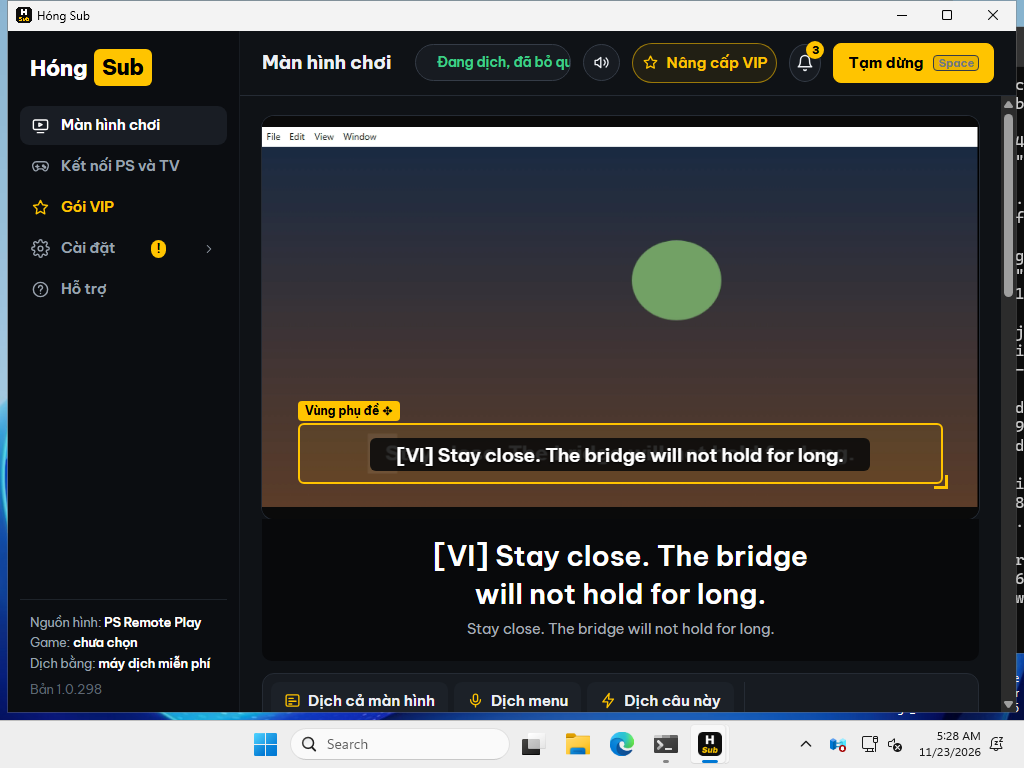 Hóng Sub
Hóng Sub
Màn hình chơi
Kết nối PS và TV
Gói VIP
Cài đặt !
Hỗ trợ
Nguồn hình: PS Remote Play
Game: chưa chọn
Dịch bằng: máy dịch miễn phí
Bản 1.0.298
Màn hình chơi
Đang dịch, đã bỏ qu
Nâng cấp VIP
3
Tạm dừng Space
File Edit View Window
Vùng phụ đề
[VI] Stay close. The bridge will not hold for long.
[VI] Stay close. The bridge
will not hold for long.
Stay close. The bridge will not hold for long.
Dịch cả màn hình Dịch menu Dịch câu này
Search
H Sub
5:28 AM
11/23/2026